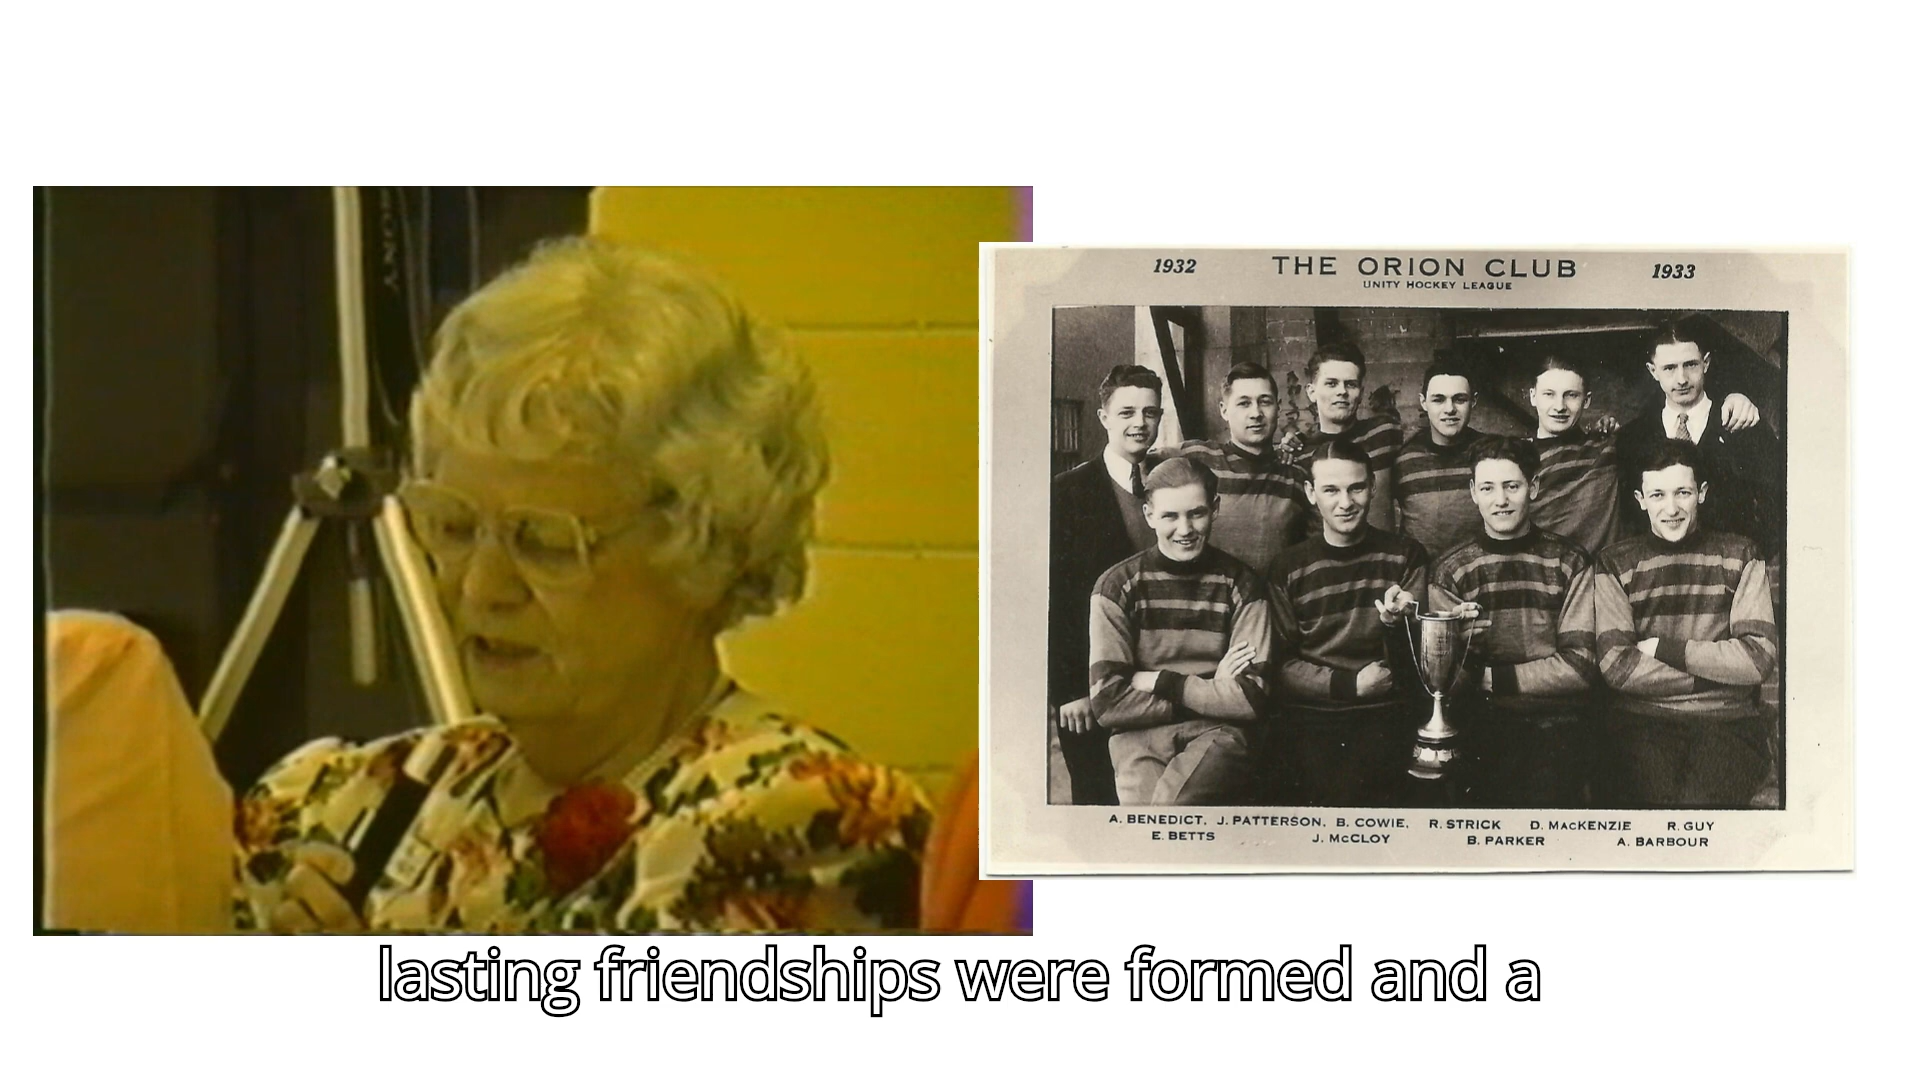 SONY
1932 THE ORION CLUB 1933
UNITY HOCKEY LEAGUE
A. BENEDICT, J. PATTERSON, B. COWIE, R. STRICK D. MACKENZIE R. GUY
E. BETTS J. McCLOY B. PARKER A. BARBOUR
lasting friendships were formed and a